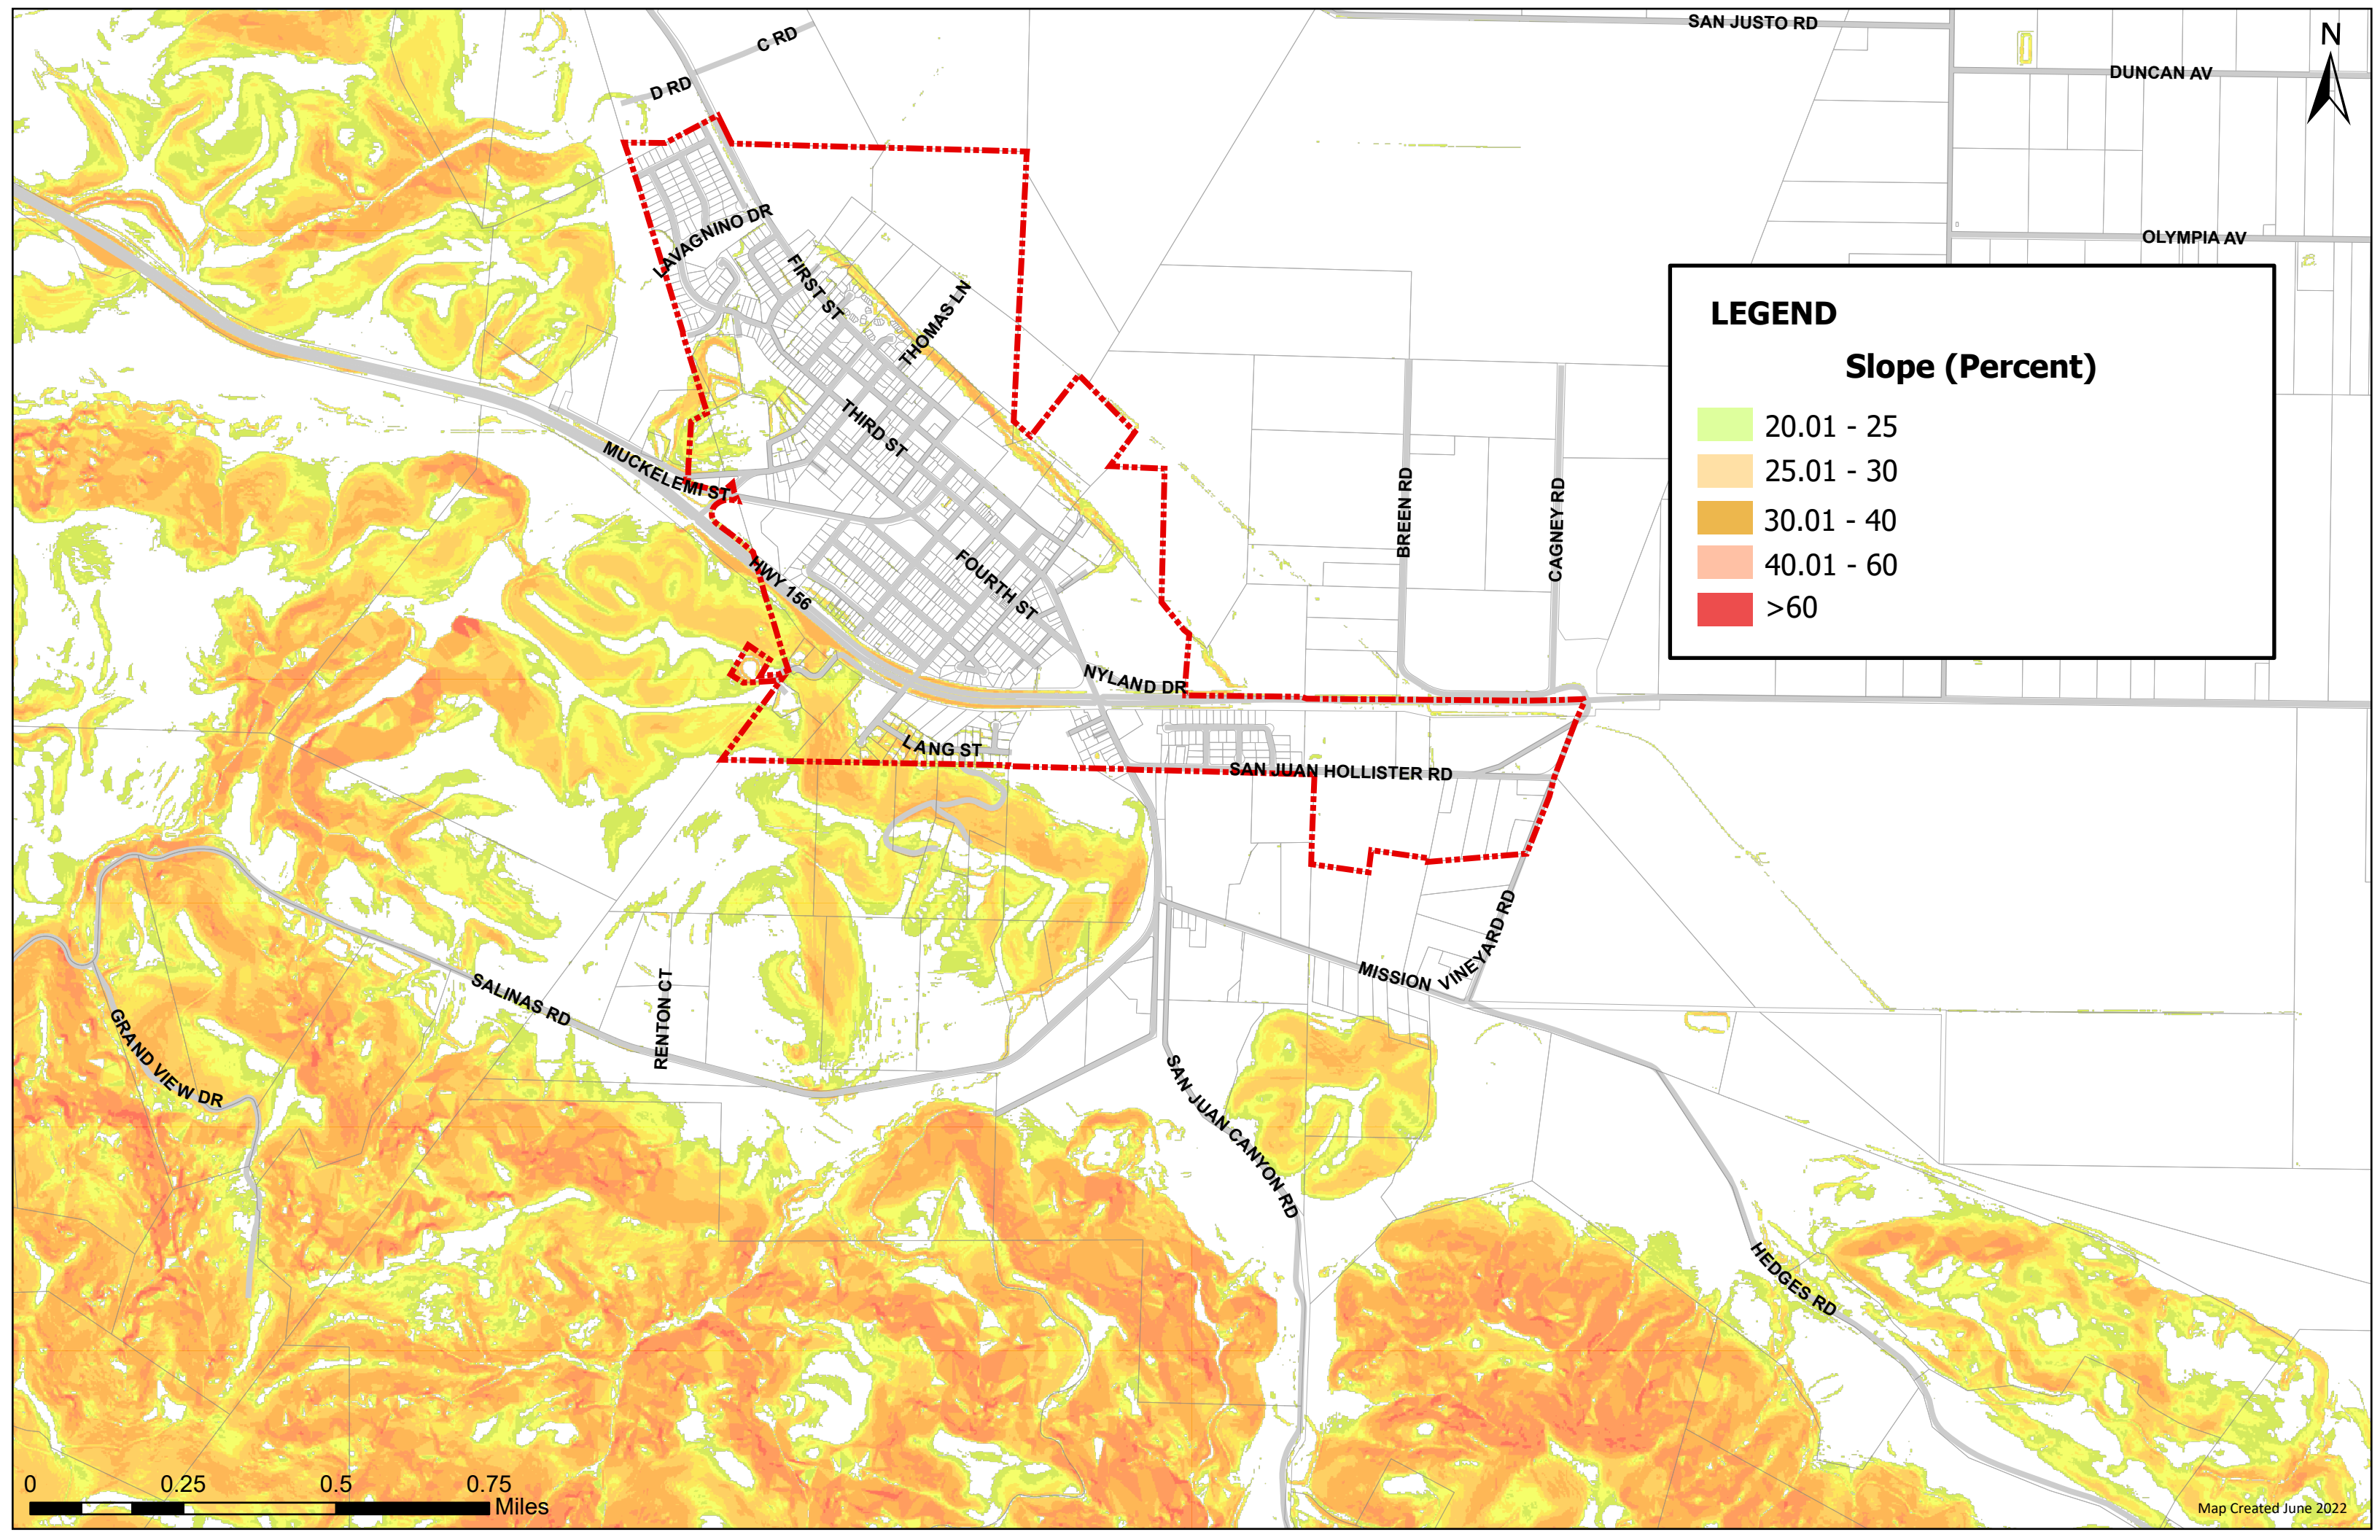 SAN JUSTO RD
N
C RD
DUNCAN AV
D RD
LAVAGNINO DR
OLYMPIA AV
FIRST ST
THOMAS LN
LEGEND
Slope (Percent)
20.01 - 25
25.01 - 30
30.01 - 40
40.01 - 60
>60
THIRD ST
MUCKELEMI ST
BREEN RD
CAGNEY RD
HWY 156
FOURTH ST
NYLAND DR
LANG ST
SAN JUAN HOLLISTER RD
MISSION VINEYARD RD
SALINAS RD
RENTON CT
GRAND VIEW DR
SAN JUAN CANYON RD
HEDGES RD
0 0.25 0.5 0.75
Miles
Map Created June 2022